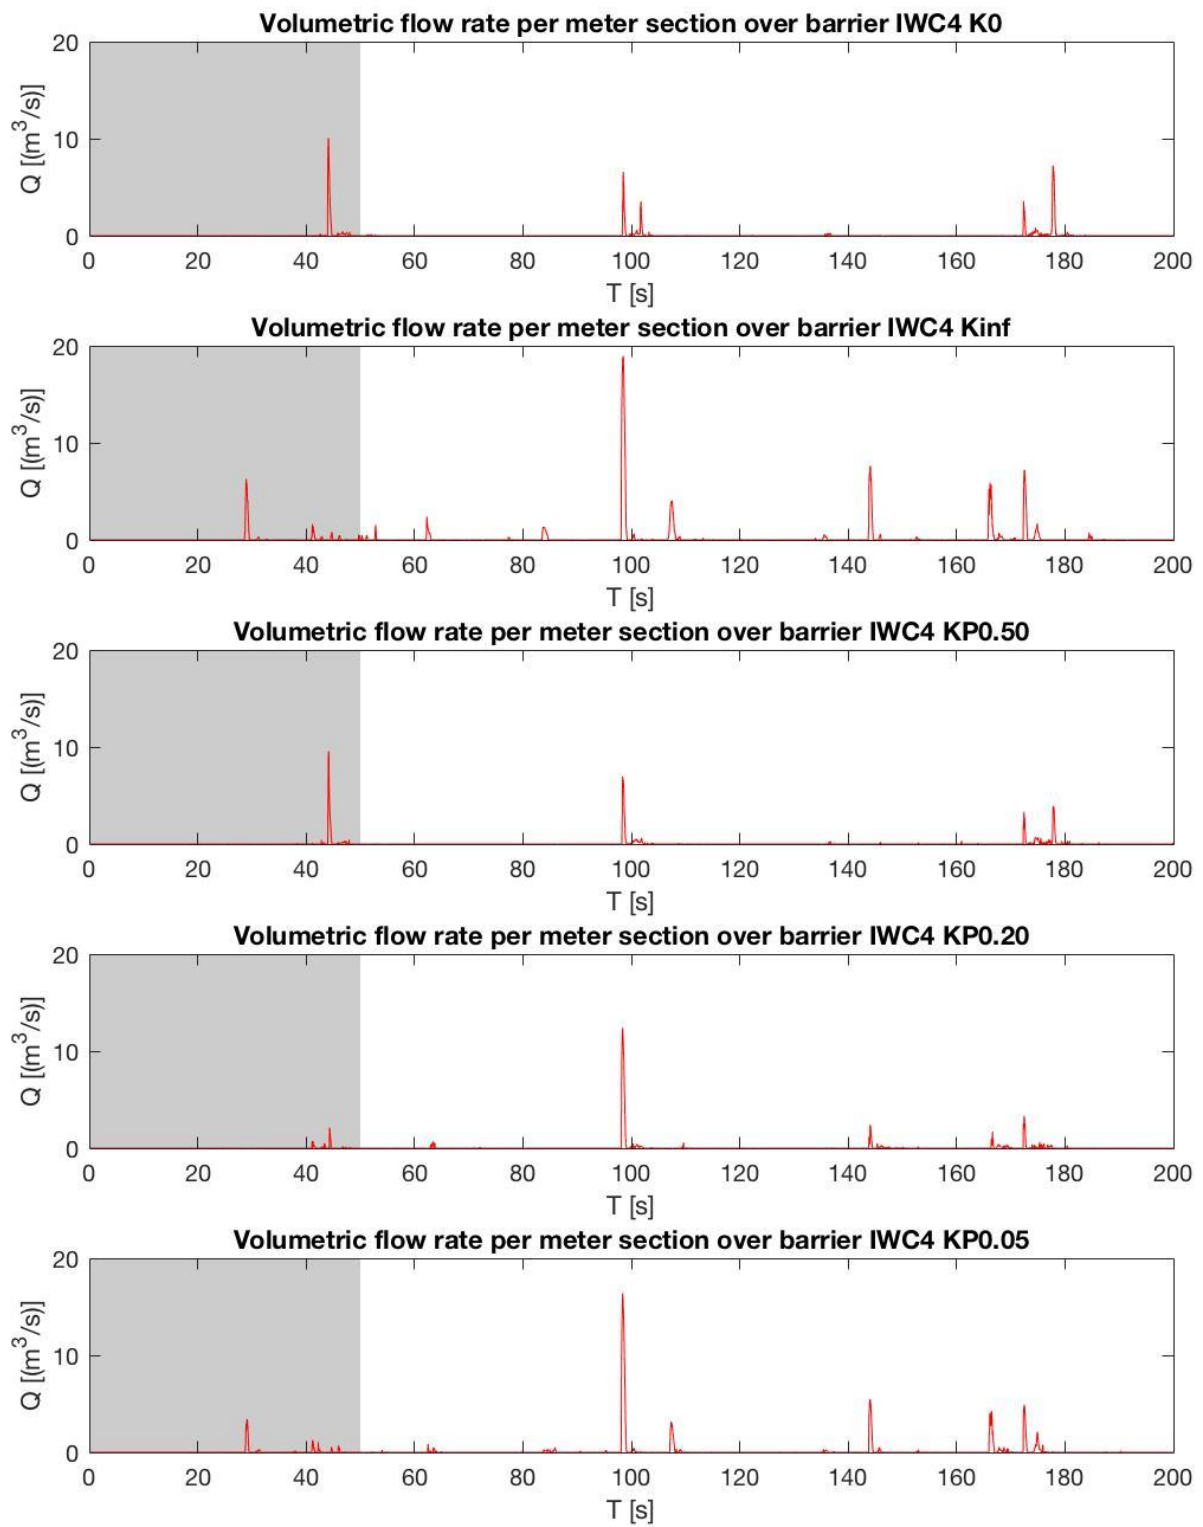 Volumetric flow rate per meter section over barrier IWC4 K0
20
10
0
Q [(m³/s)]
0 20 40 60 80 100 120 140 160 180 200
T [s]
Volumetric flow rate per meter section over barrier IWC4 Kinf
20
10
0
Q [(m³/s)]
0 20 40 60 80 100 120 140 160 180 200
T [s]
Volumetric flow rate per meter section over barrier IWC4 KP0.50
20
10
0
Q [(m³/s)]
0 20 40 60 80 100 120 140 160 180 200
T [s]
Volumetric flow rate per meter section over barrier IWC4 KP0.20
20
10
0
Q [(m³/s)]
0 20 40 60 80 100 120 140 160 180 200
T [s]
Volumetric flow rate per meter section over barrier IWC4 KP0.05
20
10
0
Q [(m³/s)]
0 20 40 60 80 100 120 140 160 180 200
T [s]